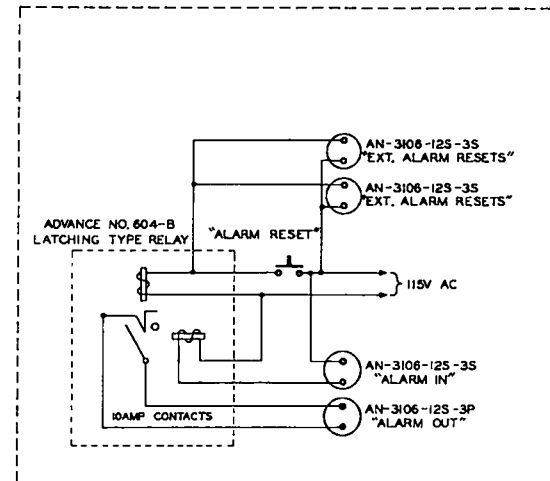 AN-3106-12S-3S
"EXT. ALARM RESETS"
AN-3106-12S-3S
"EXT. ALARM RESETS"
ADVANCE NO. 604-B
LATCHING TYPE RELAY
"ALARM RESET"
115V AC
AN-3106-12S-3S
"ALARM IN"
AN-3106-12S-3P
"ALARM OUT"
10AMP CONTACTS